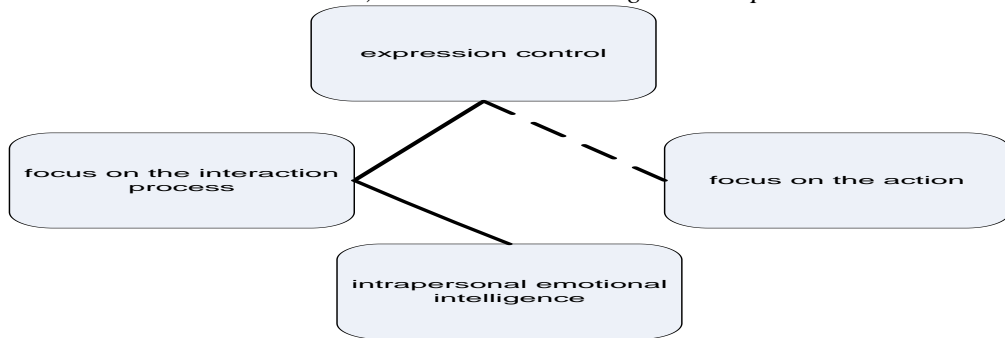 expression control
focus on the interaction
process
focus on the action
intrapersonal emotional
intelligence